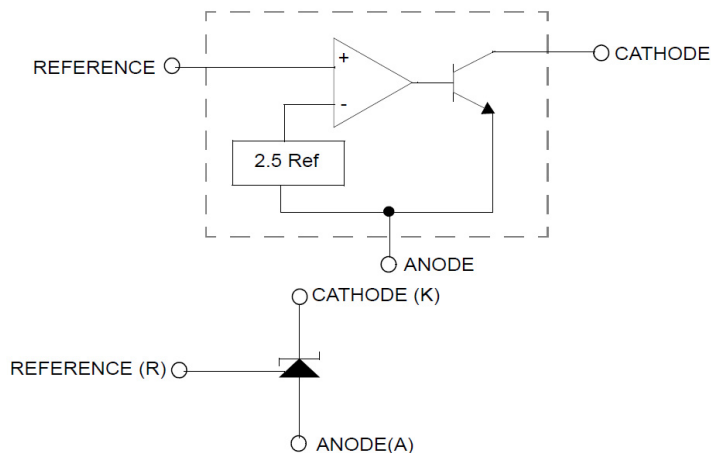 REFERENCE
+
-
CATHODE
2.5 Ref
ANODE
CATHODE (K)
REFERENCE (R)
ANODE(A)